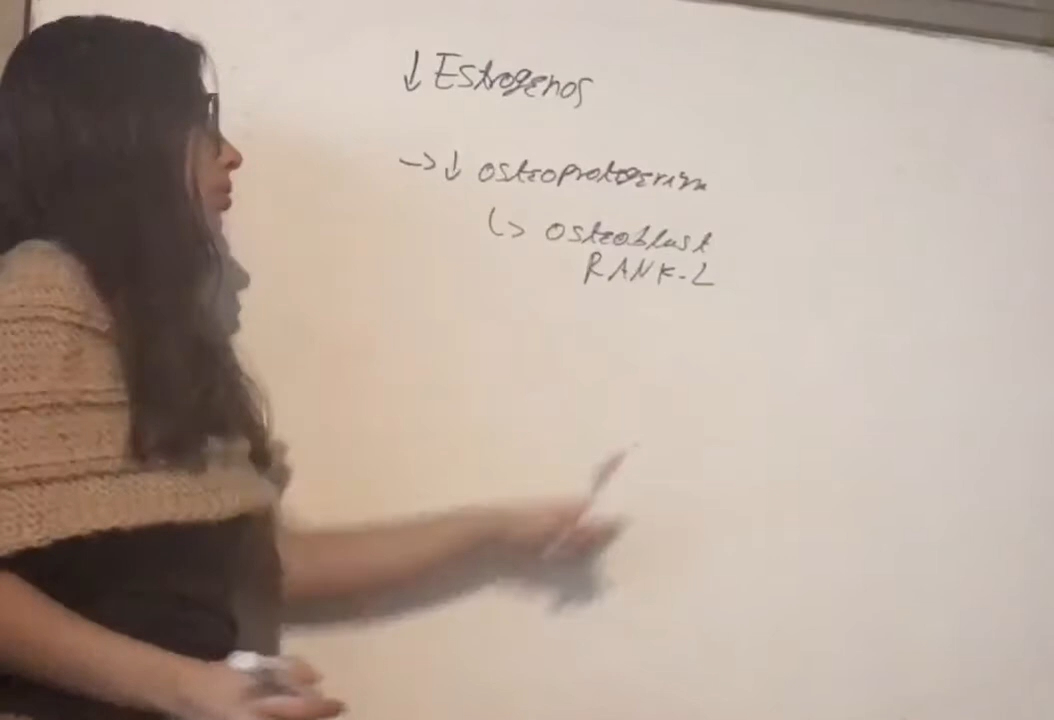 ↓ Estrogenos
→ ↓ osteoprotegerina
↳ osteoblast
RANK-L